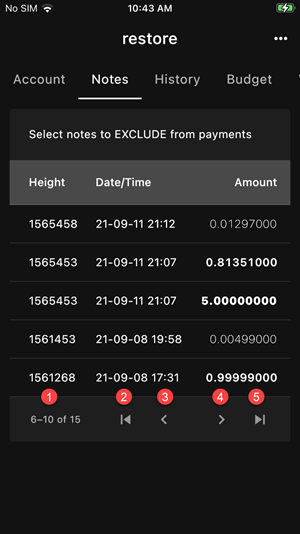 No SIM 10:43 AM
restore
Account Notes History Budget
Select notes to EXCLUDE from payments
Height Date/Time Amount
1565458 21-09-11 21:12 0.01297000
1565453 21-09-11 21:07 0.81351000
1565453 21-09-11 21:07 5.00000000
1561453 21-09-08 19:58 0.00499000
1561268 21-09-08 17:31 0.99999000
1 2 3 4 5
6–10 of 15